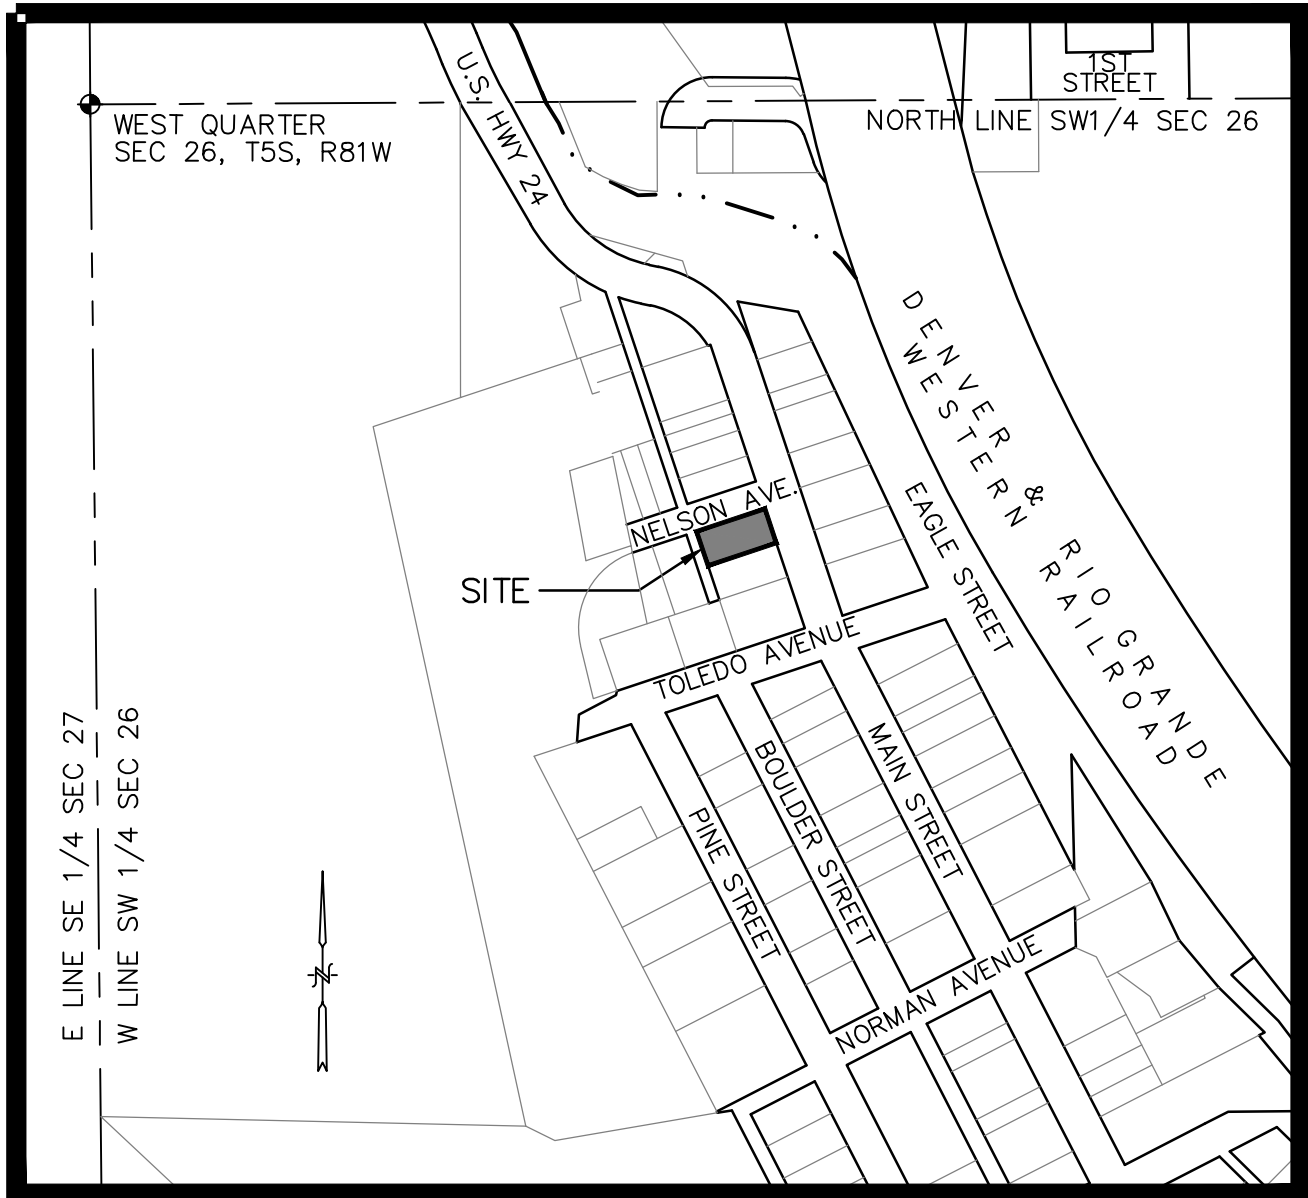 1ST
STREET
WEST QUARTER
SEC 26, T5S, R81W
NORTH LINE SW1/4 SEC 26
U.S. HWY 24
DENVER & RIO GRANDE
WESTERN RAILROAD
NELSON AVE.
EAGLE STREET
SITE
TOLEDO AVENUE
MAIN STREET
BOULDER STREET
PINE STREET
NORMAN AVENUE
E LINE SE 1/4 SEC 27
W LINE SW 1/4 SEC 26
N